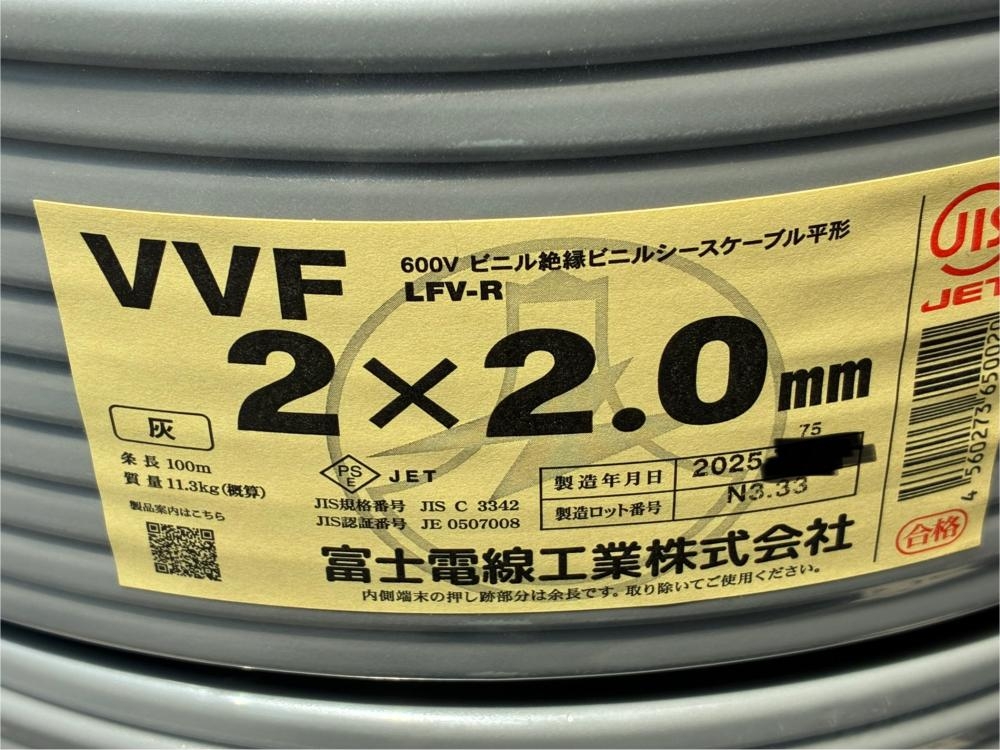 VVF
600V ビニル絶縁ビニルシースケーブル平形
LFV-R
2×2.0mm
灰
条長 100m
質量 11.3kg(概算)
製品案内はこちら
PS
E
JET
JIS規格番号 JIS C 3342
JIS認証番号 JE 0507008
75
製造年月日 2025
製造ロット番号 N3.33
富士電線工業株式会社
内側端末の押し跡部分は余長です。取り除いてご使用ください。
JIS
JET
4 560273 650020
合格